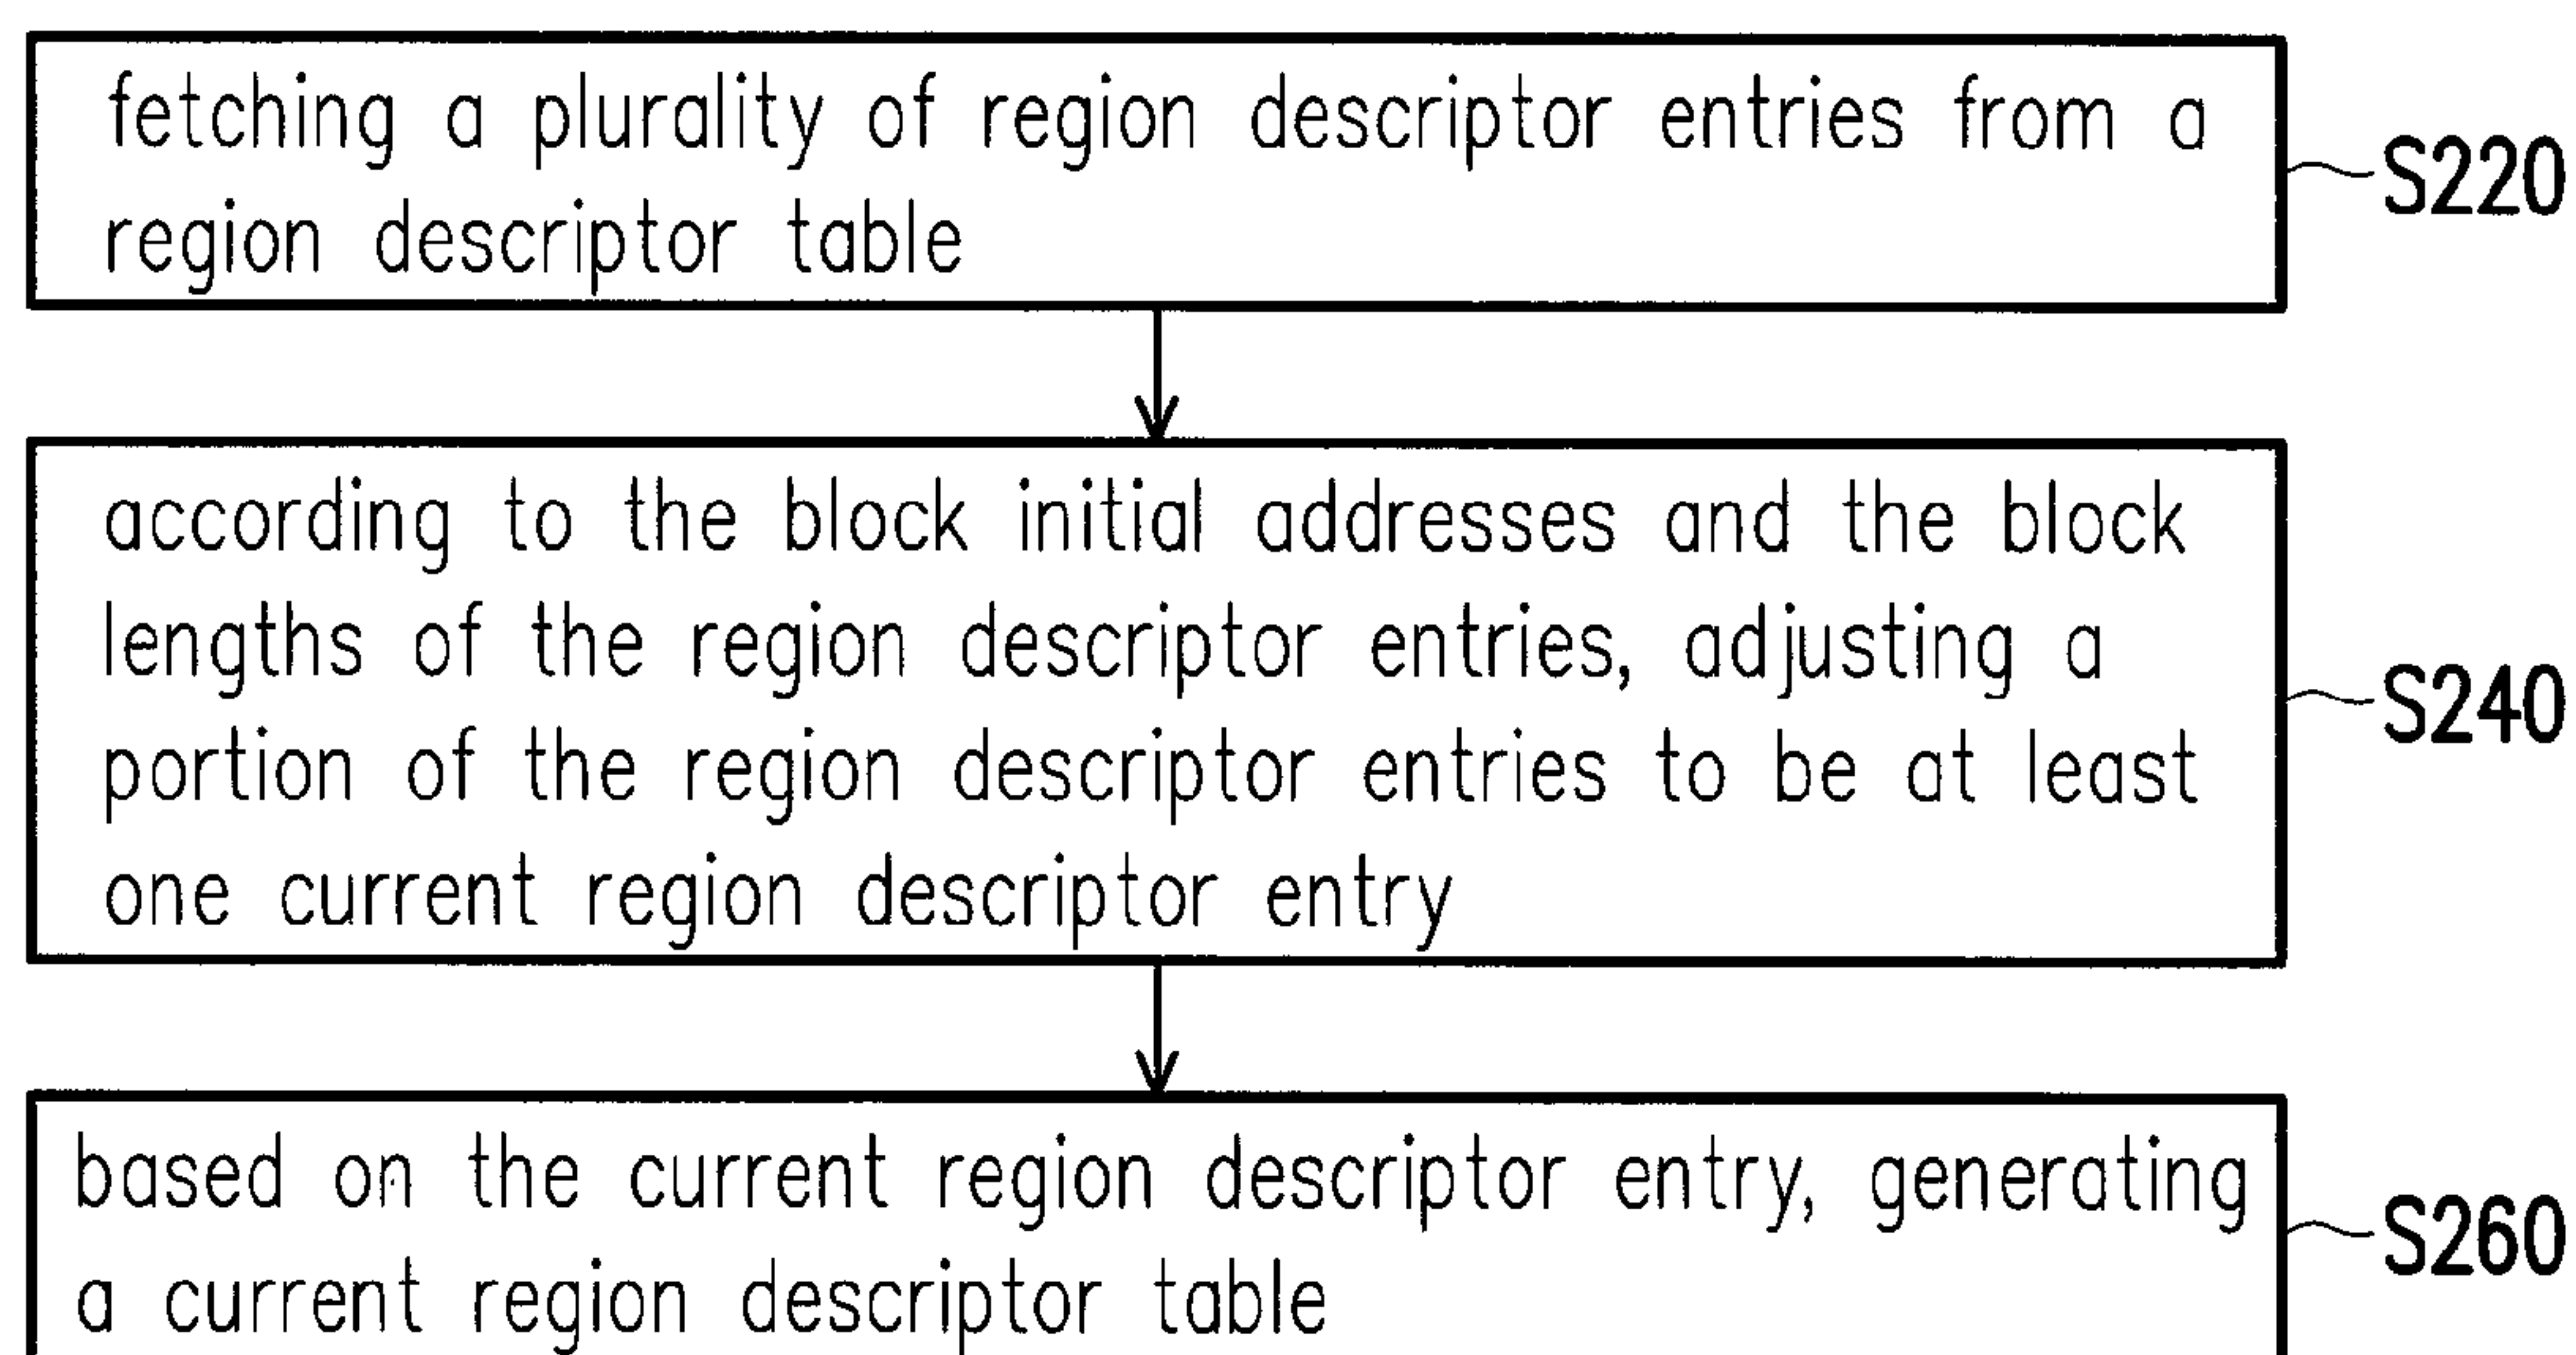 fetching a plurality of region descriptor entries from a
region descriptor table
S220
according to the block initial addresses and the block
lengths of the region descriptor entries, adjusting a
portion of the region descriptor entries to be at least
one current region descriptor entry
S240
based on the current region descriptor entry, generating
a current region descriptor table
S260